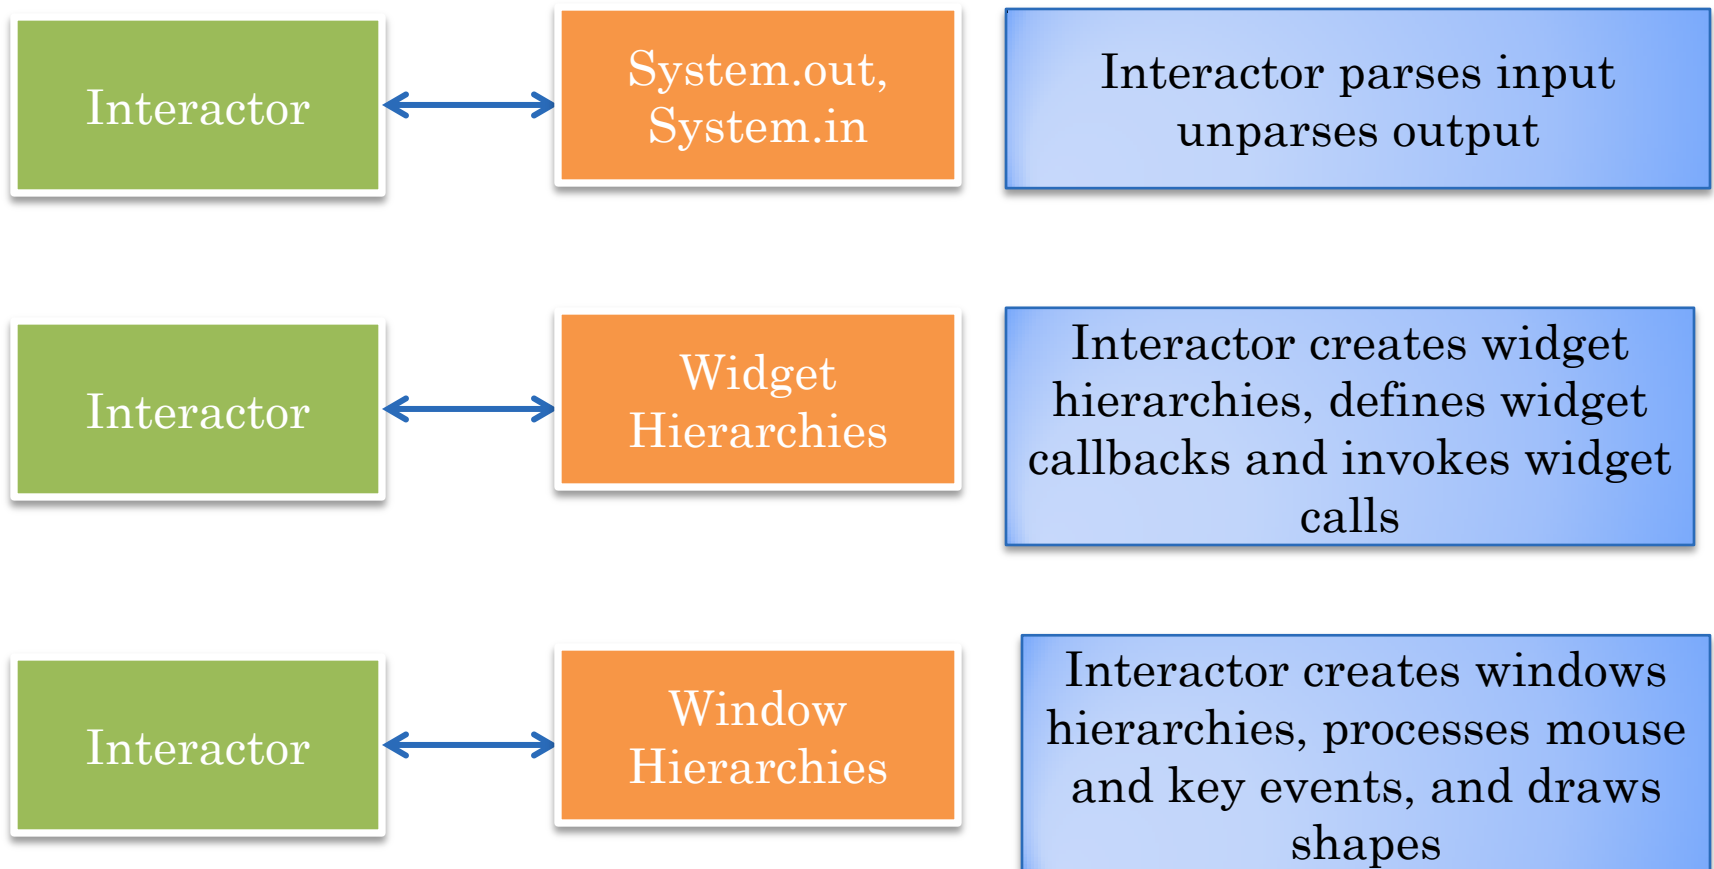 Interactor
System.out,
System.in
Interactor parses input
unparses output
Interactor
Widget
Hierarchies
Interactor creates widget
hierarchies, defines widget
callbacks and invokes widget
calls
Interactor
Window
Hierarchies
Interactor creates windows
hierarchies, processes mouse
and key events, and draws
shapes